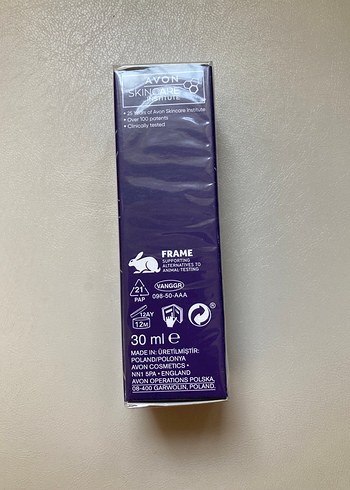 AVON
SKINCARE
INSTITUTE
• 25 Years of Avon Skincare Institute
• Over 100 patents
• Clinically tested
FRAME
SUPPORTING
ALTERNATIVES TO
ANIMAL TESTING
21
PAP
VANGGR
096-50-AAA
12AY
12M
®
30 ml ℮
MADE IN: ÜRETİLMİŞTİR:
POLAND/POLONYA
AVON COSMETICS •
NN1 5PA • ENGLAND
AVON OPERATIONS POLSKA,
08-400 GARWOLIN, POLAND.